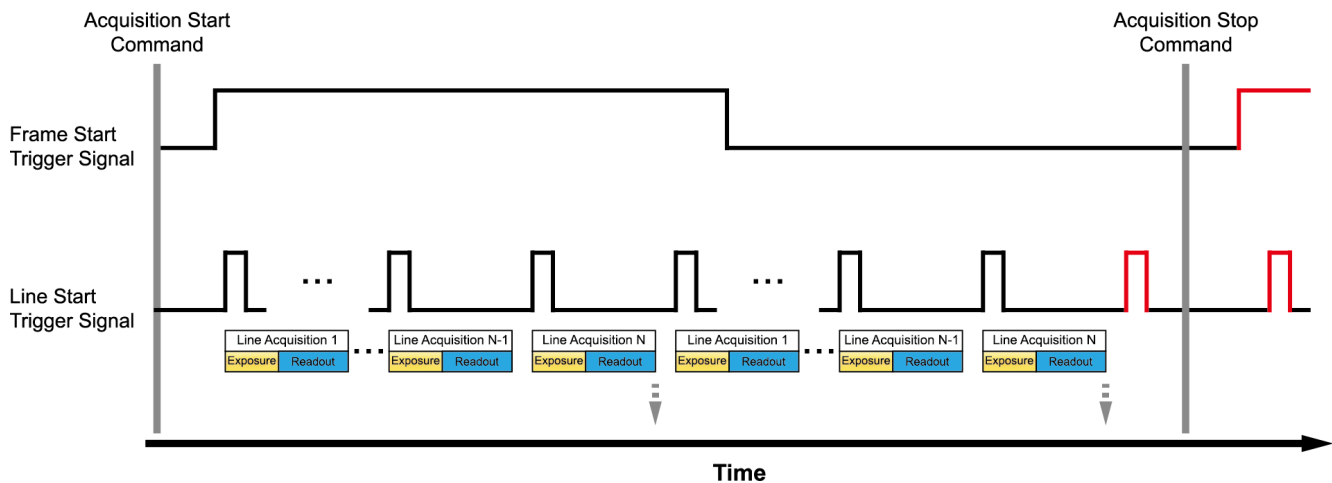 Acquisition Start
Command
Acquisition Stop
Command
Frame Start
Trigger Signal
...
...
Line Start
Trigger Signal
Line Acquisition 1
Line Acquisition N-1
Line Acquisition N
Line Acquisition 1
Line Acquisition N-1
Line Acquisition N
Exposure Readout
...
Exposure Readout
Exposure Readout
Exposure Readout
...
Exposure Readout
Exposure Readout
Time